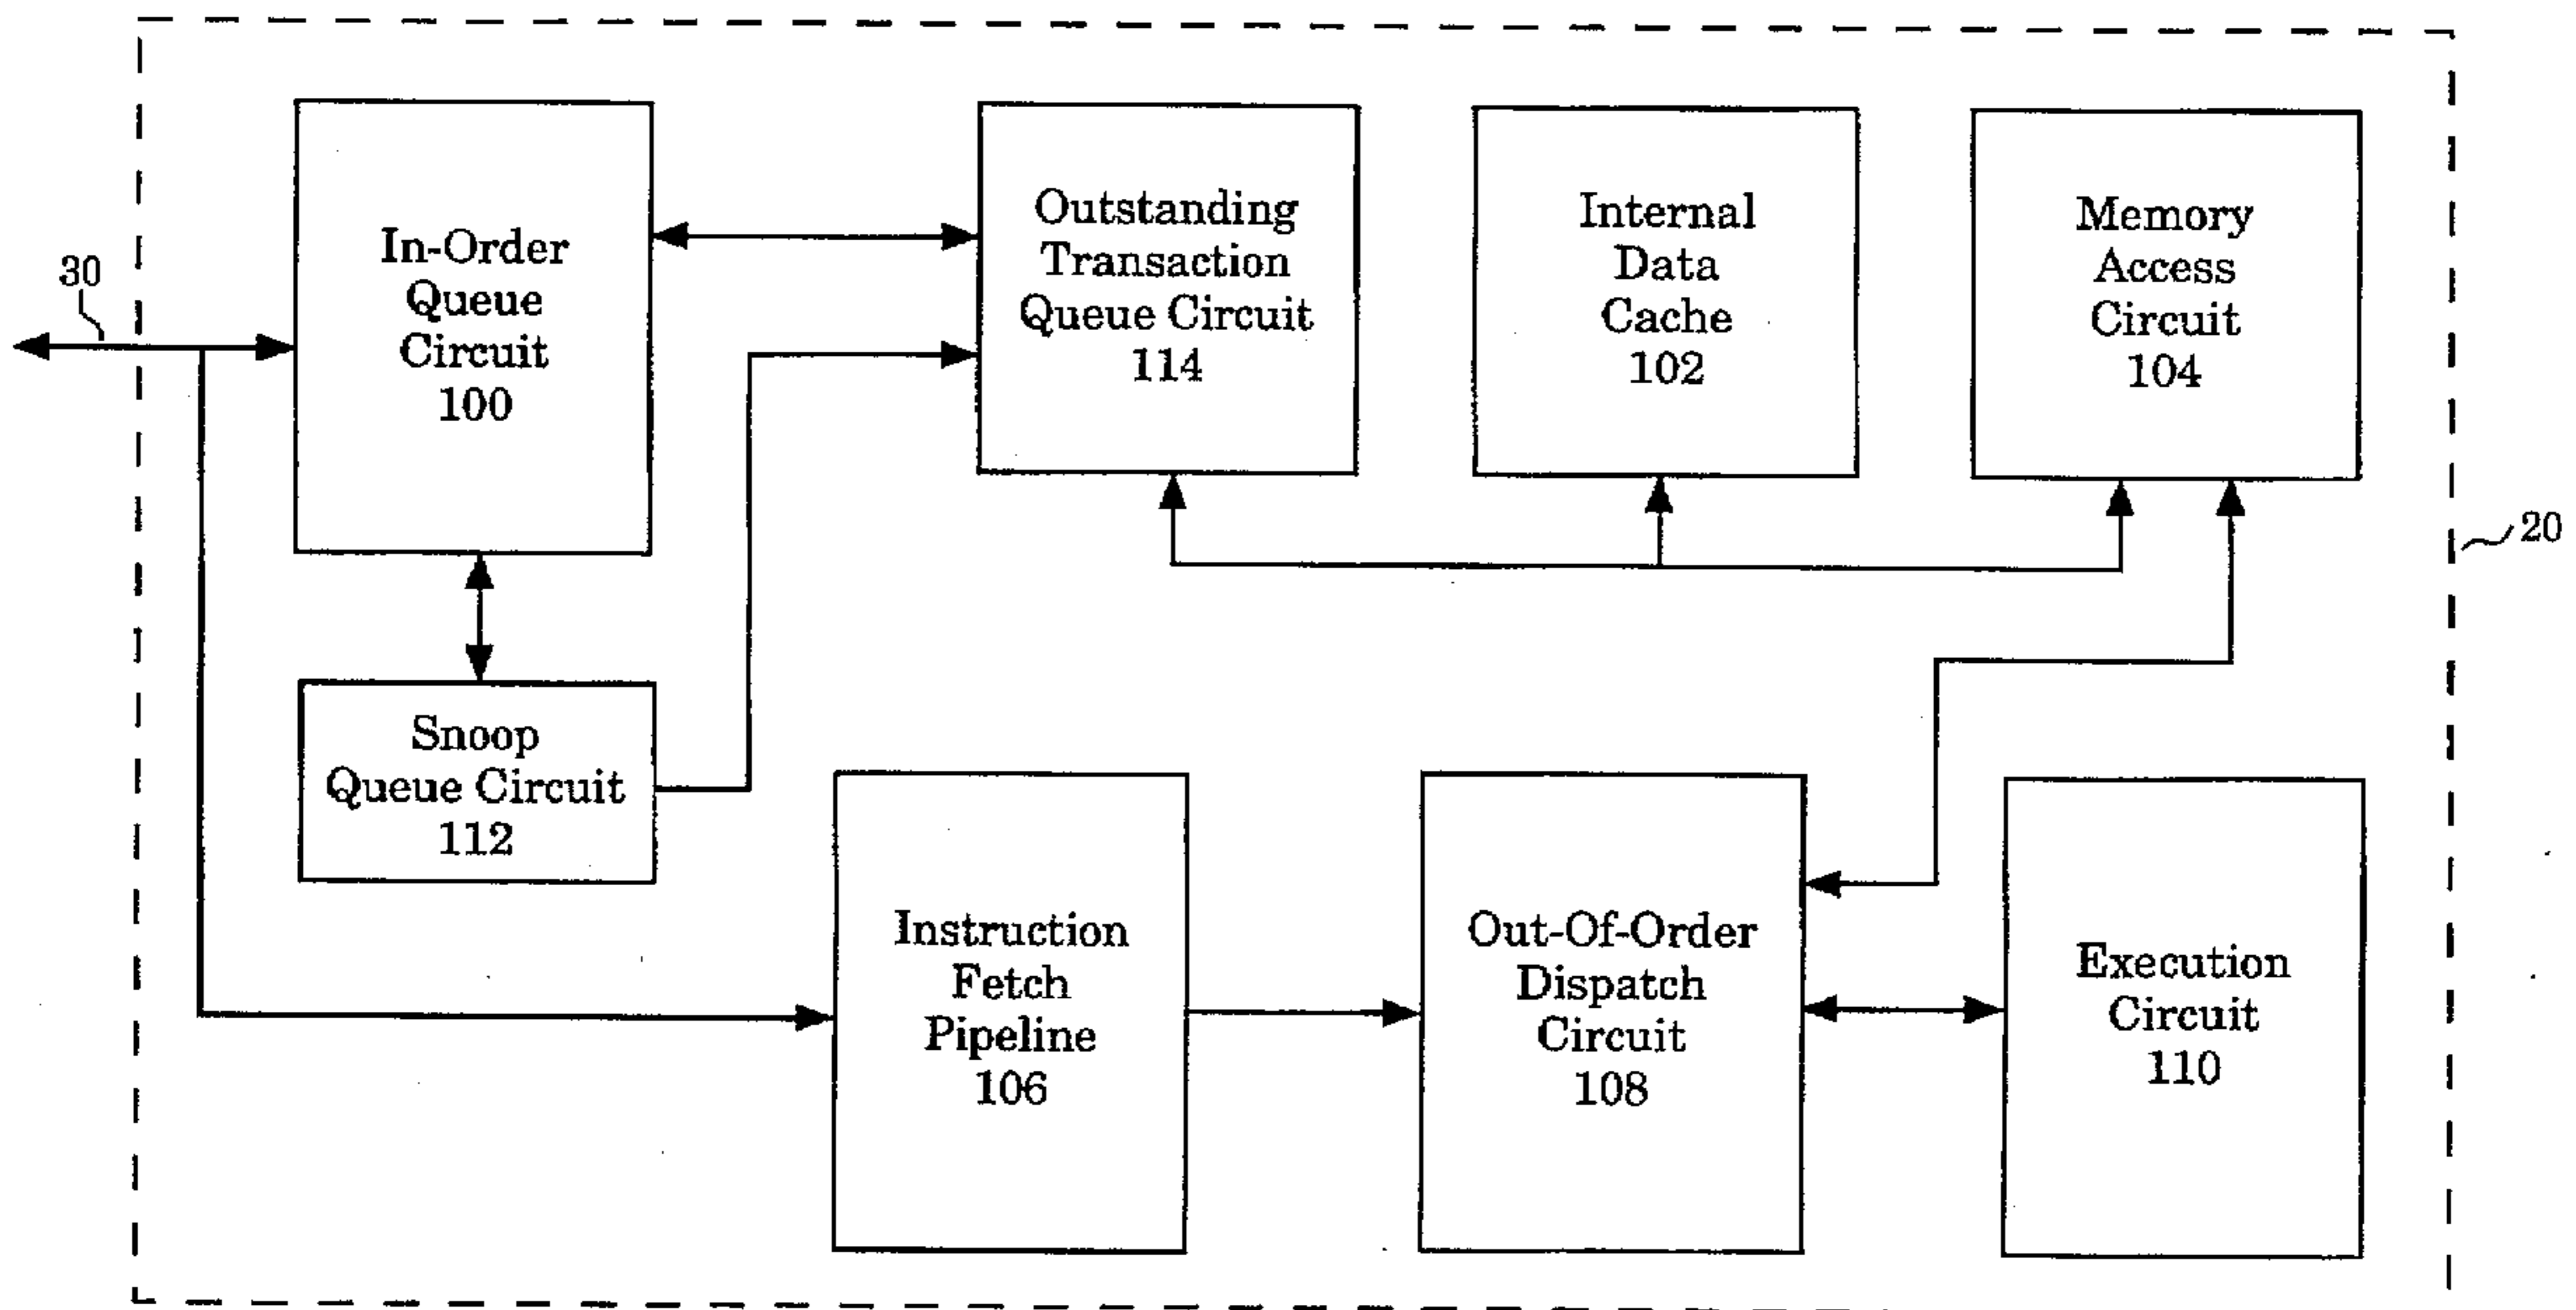 30
In-Order
Queue
Circuit
100
Outstanding
Transaction
Queue Circuit
114
Internal
Data
Cache
102
Memory
Access
Circuit
104
20
Snoop
Queue Circuit
112
Instruction
Fetch
Pipeline
106
Out-Of-Order
Dispatch
Circuit
108
Execution
Circuit
110